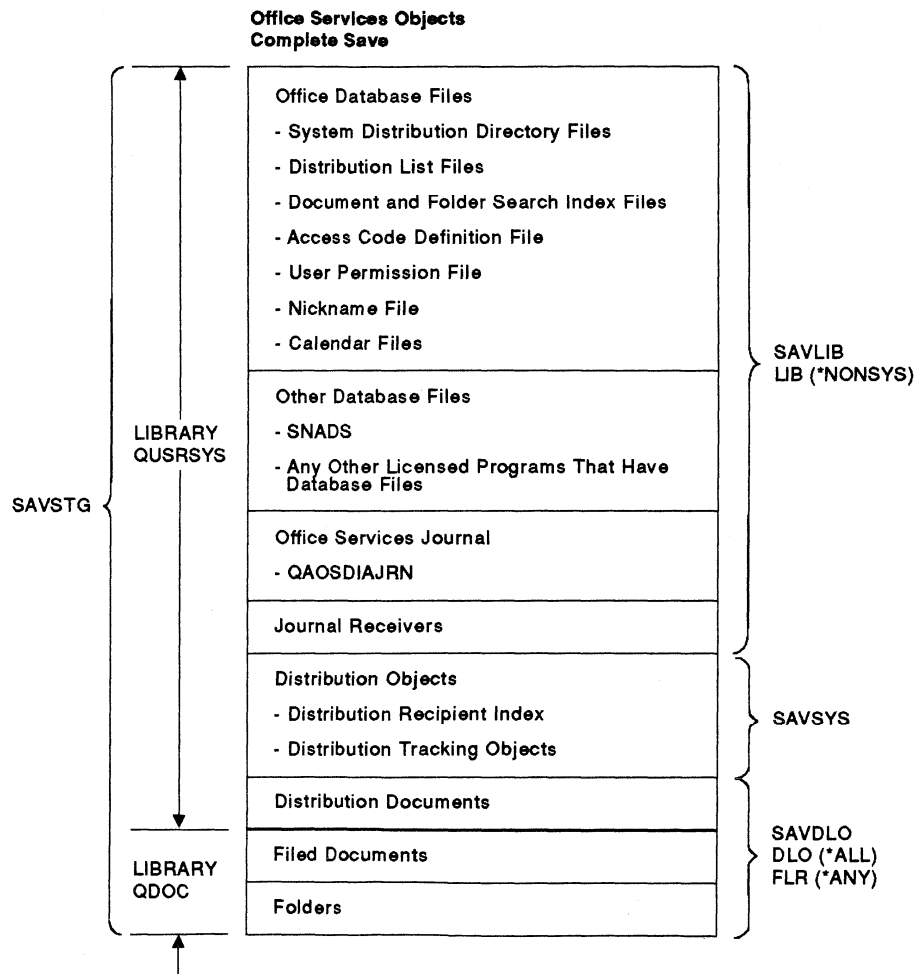 Office Services Objects
Complete Save
Office Database Files
- System Distribution Directory Files
- Distribution List Files
- Document and Folder Search Index Files
- Access Code Definition File
- User Permission File
- Nickname File
- Calendar Files
SAVLIB
LIB (*NONSYS)
Other Database Files
- SNADS
- Any Other Licensed Programs That Have
Database Files
LIBRARY
QUSRSYS
SAVSTG
Office Services Journal
- QAOSDIAJRN
Journal Receivers
Distribution Objects
- Distribution Recipient Index
- Distribution Tracking Objects
SAVSYS
Distribution Documents
Filed Documents
Folders
LIBRARY
QDOC
SAVDLO
DLO (*ALL)
FLR (*ANY)